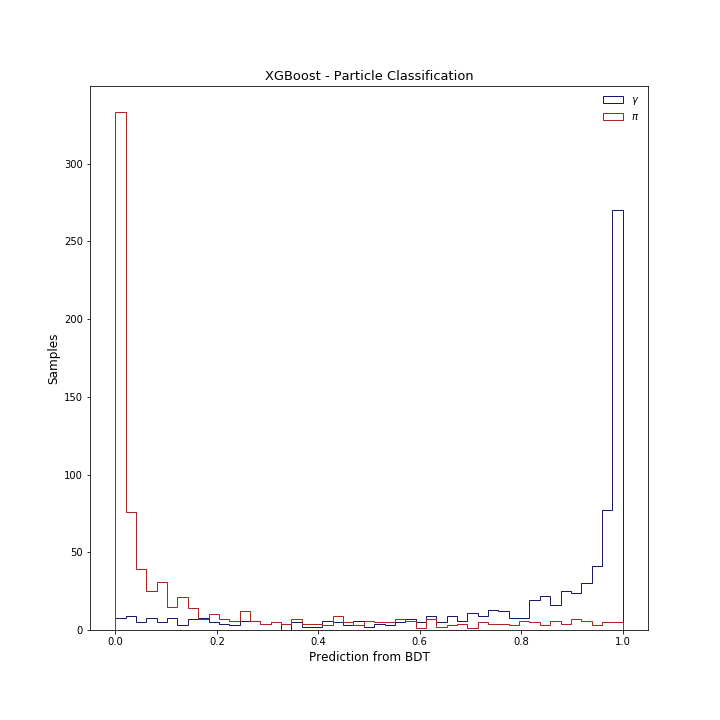 XGBoost - Particle Classification
γ
π
300
250
200
150
100
50
0
Samples
0.0 0.2 0.4 0.6 0.8 1.0
Prediction from BDT